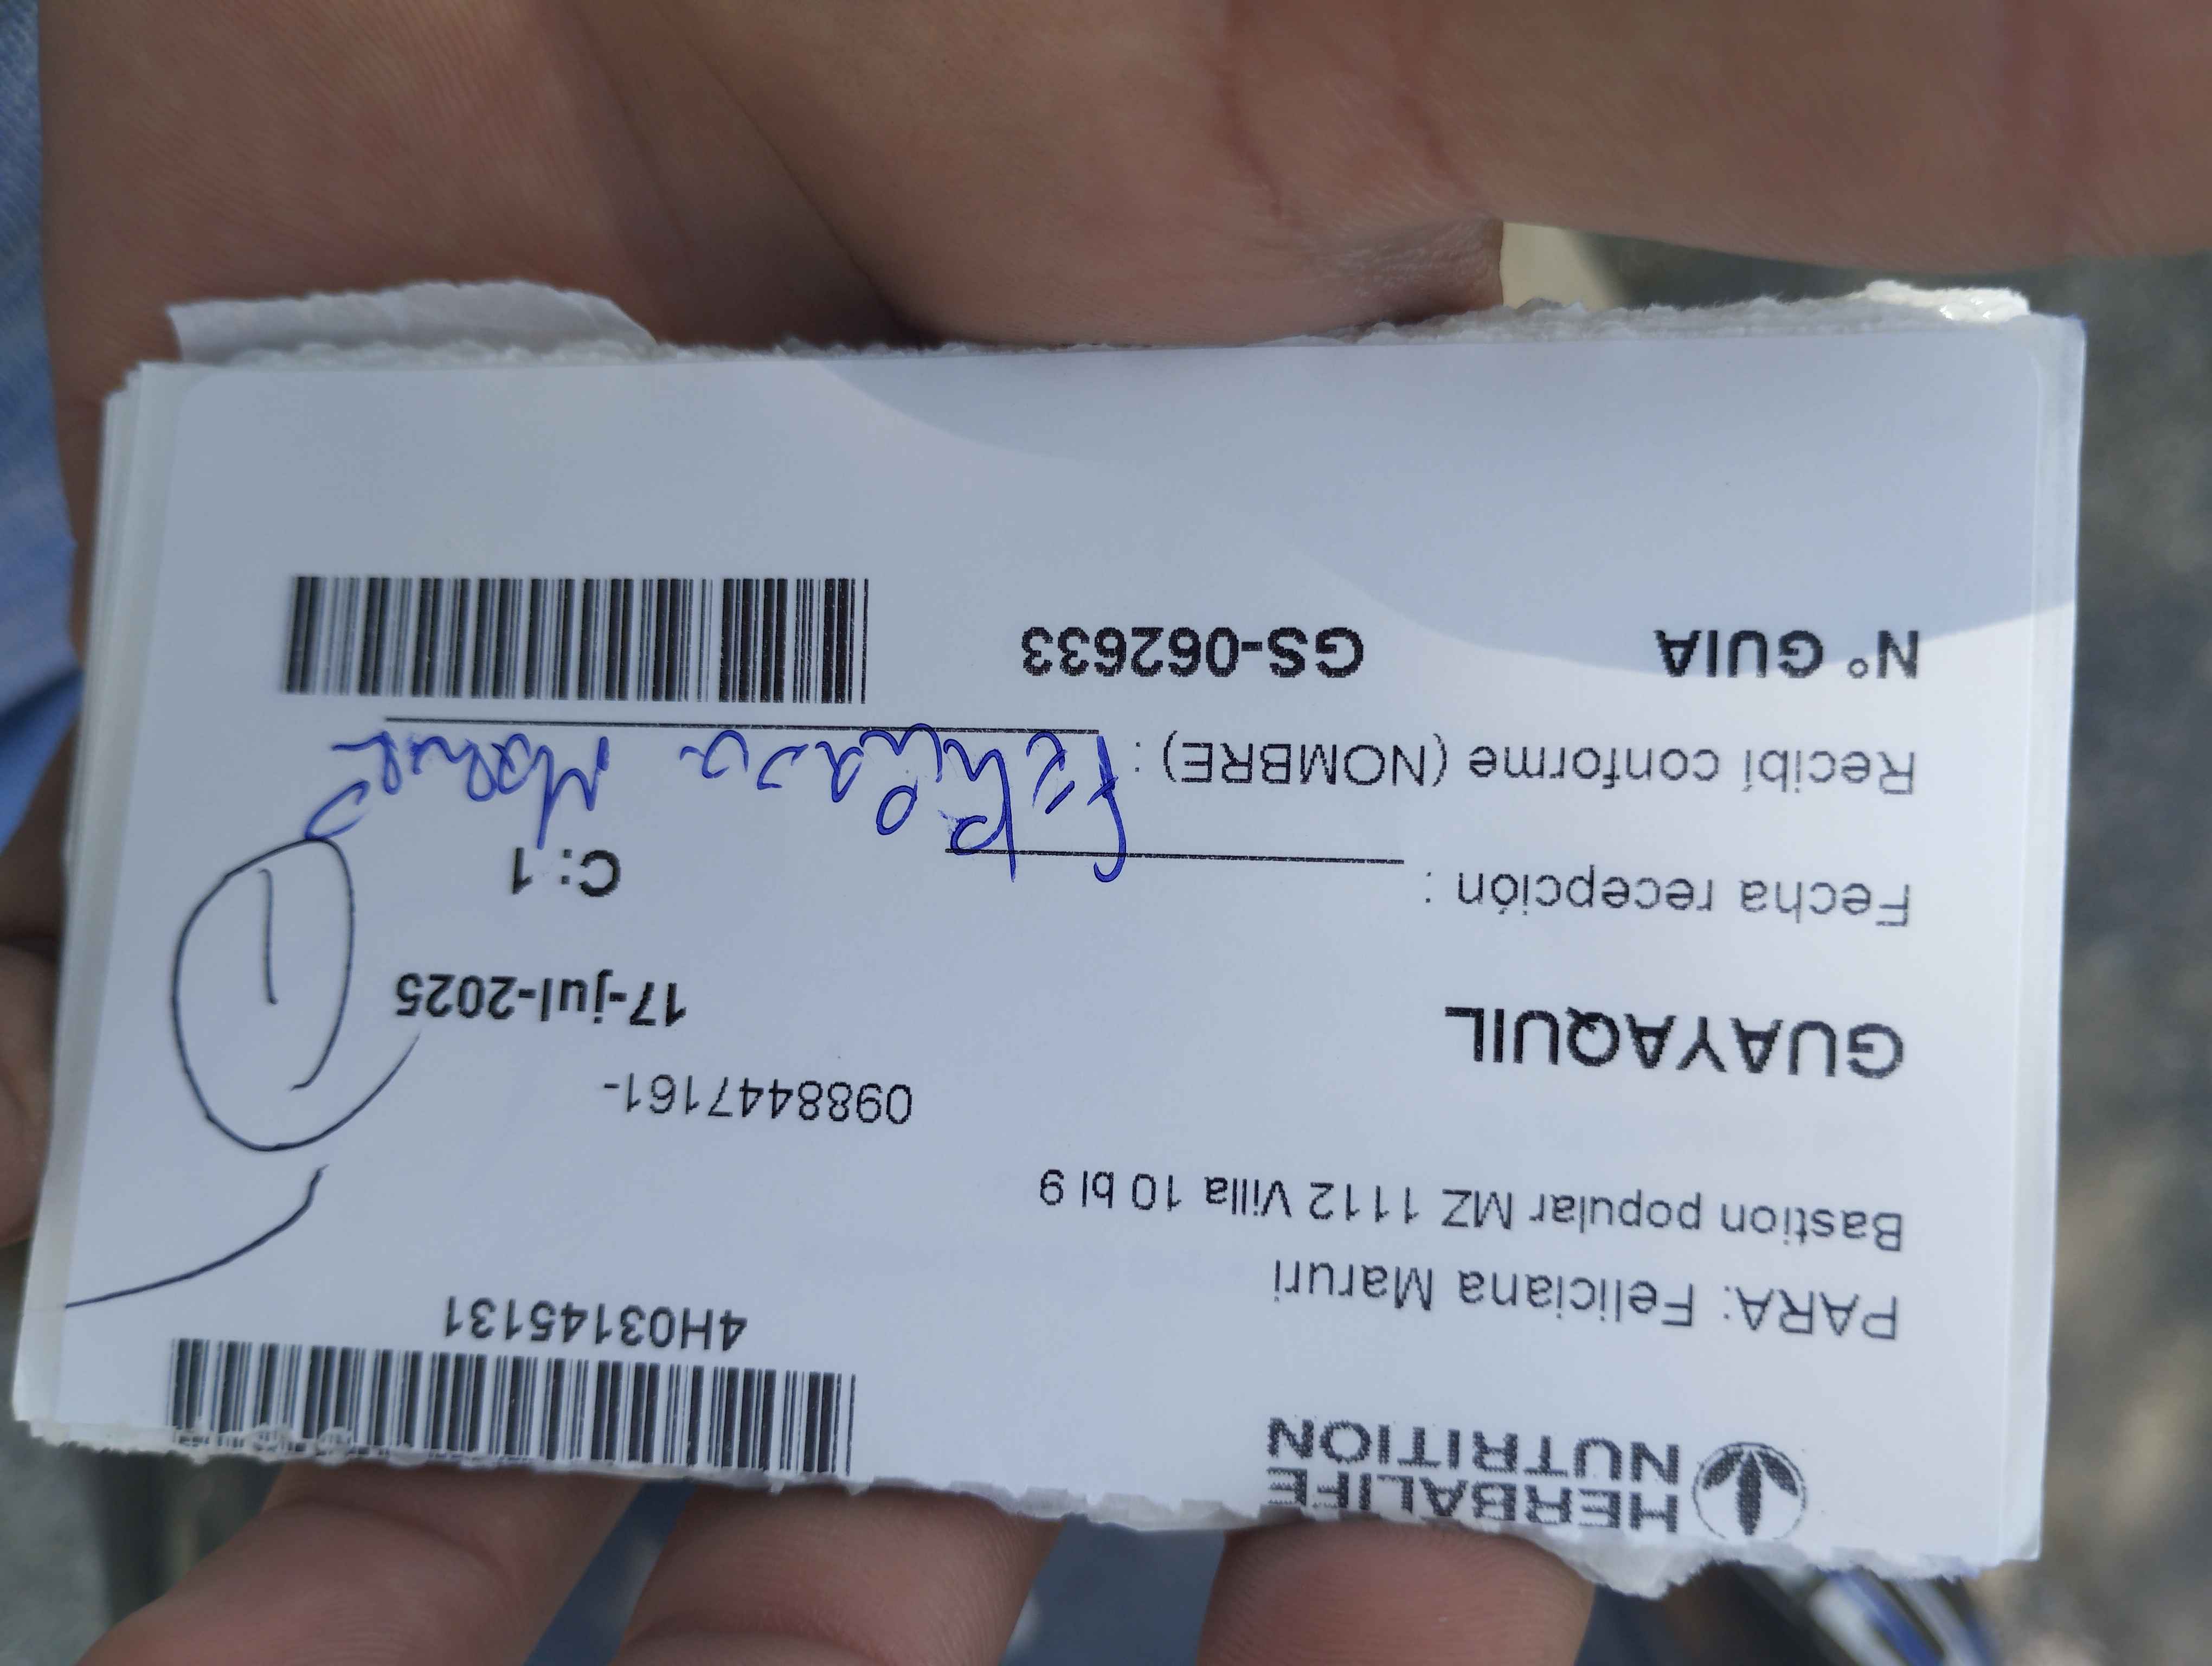 HERBALIFE
NUTRITION
4H03145131
PARA: Feliciana Maruri
Bastion popular MZ 1112 Villa 10 bl 9
0988447161-
GUAYAQUIL
17-jul-2025
1
Fecha recepción :
C: 1
Recibí conforme (NOMBRE) :
N° GUIA GS-062633